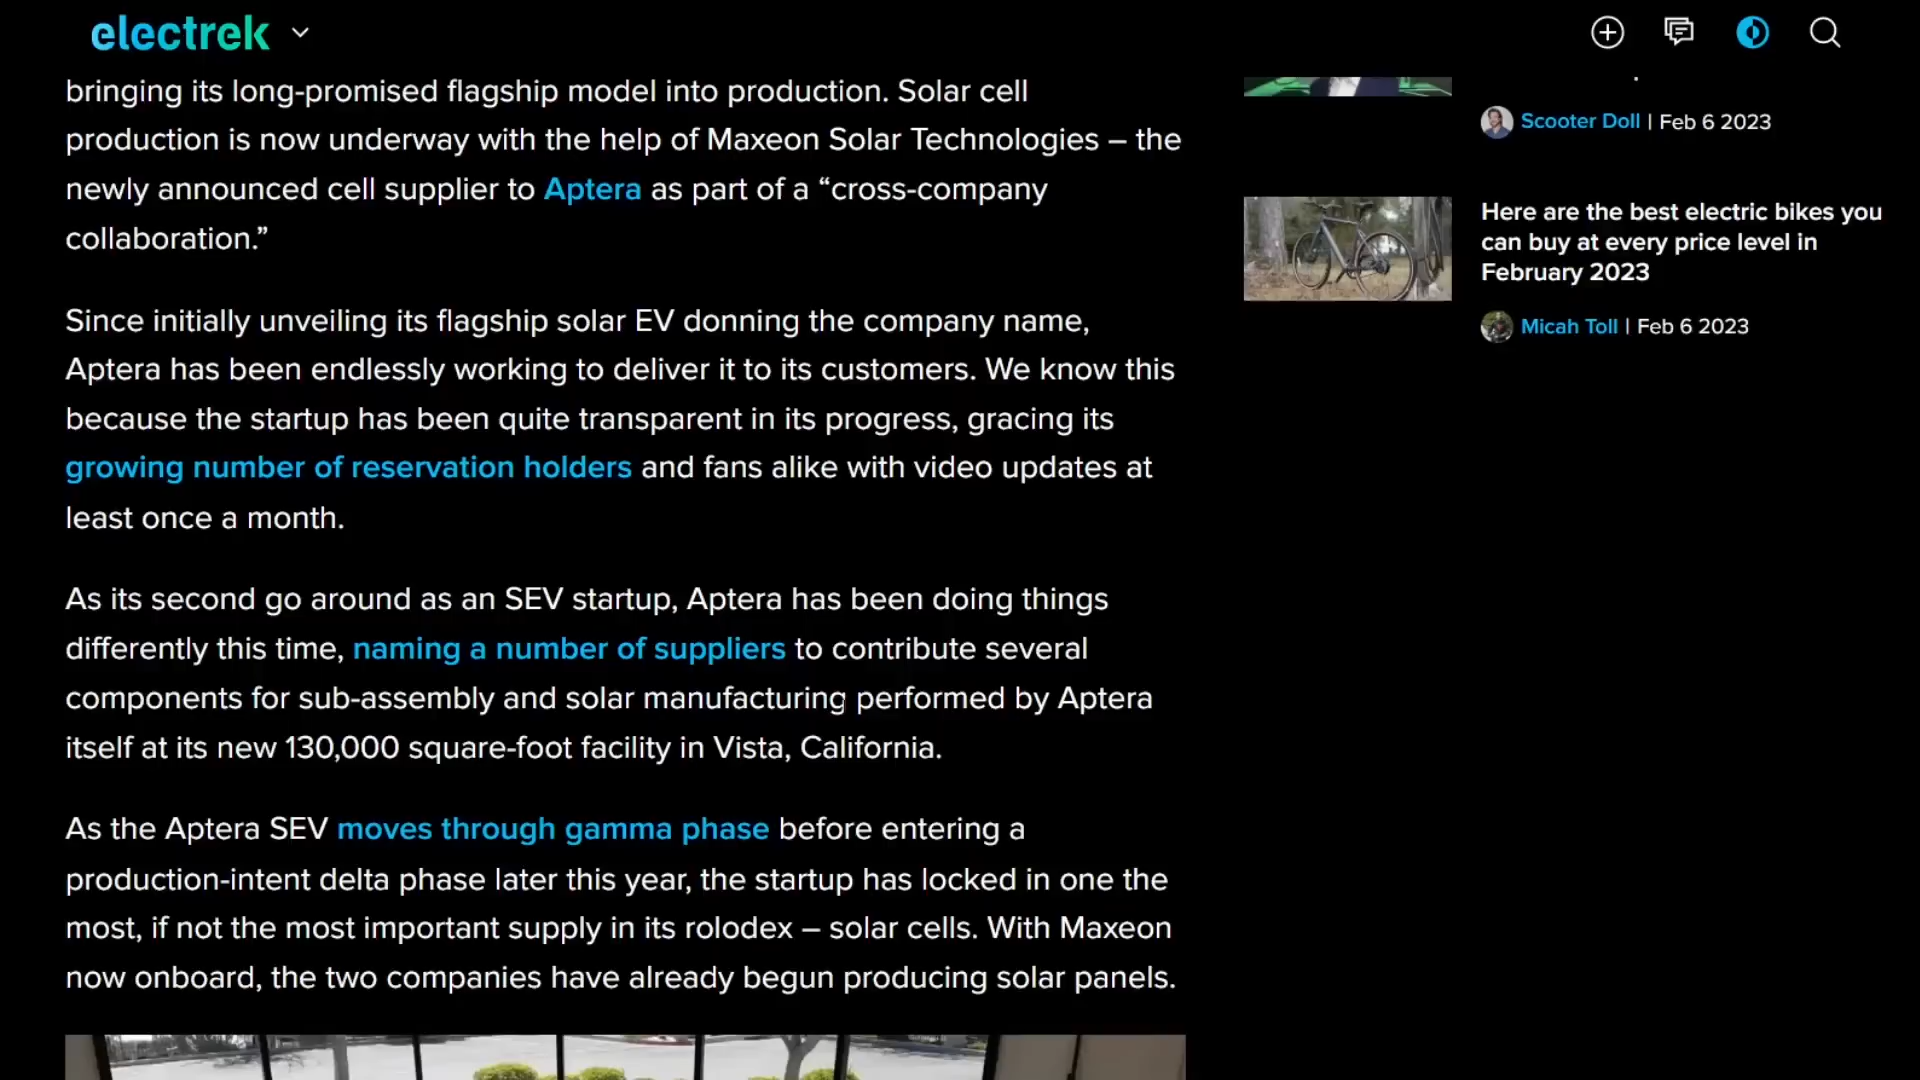 electrek
bringing its long-promised flagship model into production. Solar cell
production is now underway with the help of Maxeon Solar Technologies – the
newly announced cell supplier to Aptera as part of a “cross-company
collaboration.”
Since initially unveiling its flagship solar EV donning the company name,
Aptera has been endlessly working to deliver it to its customers. We know this
because the startup has been quite transparent in its progress, gracing its
growing number of reservation holders and fans alike with video updates at
least once a month.
As its second go around as an SEV startup, Aptera has been doing things
differently this time, naming a number of suppliers to contribute several
components for sub-assembly and solar manufacturing performed by Aptera
itself at its new 130,000 square-foot facility in Vista, California.
As the Aptera SEV moves through gamma phase before entering a
production-intent delta phase later this year, the startup has locked in one the
most, if not the most important supply in its rolodex – solar cells. With Maxeon
now onboard, the two companies have already begun producing solar panels.
Scooter Doll | Feb 6 2023
Here are the best electric bikes you
can buy at every price level in
February 2023
Micah Toll | Feb 6 2023